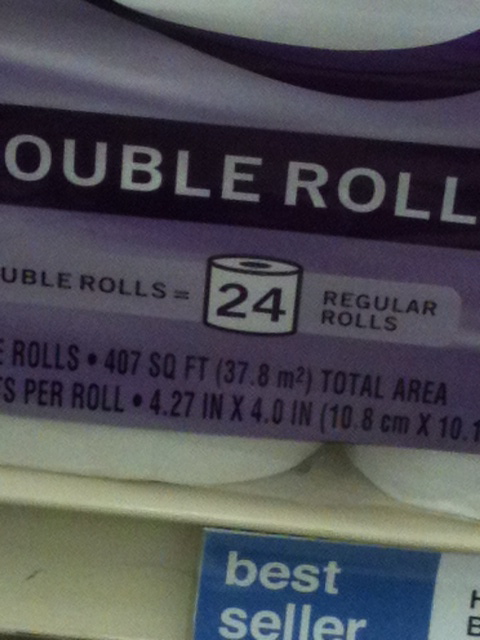 OUBLE ROLL
UBLE ROLLS = 24 REGULAR ROLLS
E ROLLS • 407 SQ FT (37.8 m²) TOTAL AREA
S PER ROLL • 4.27 IN X 4.0 IN (10.8 cm X 10.1
best
seller